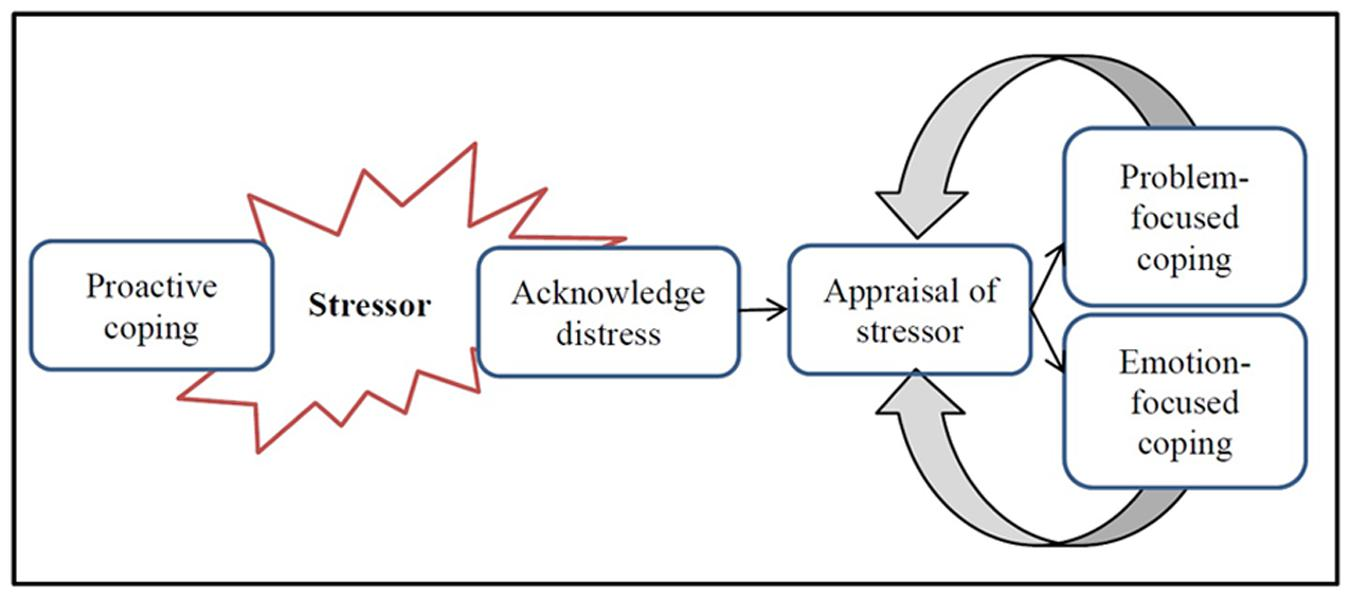 Proactive
coping
Stressor
Acknowledge
distress
Appraisal of
stressor
Problem-
focused
coping
Emotion-
focused
coping